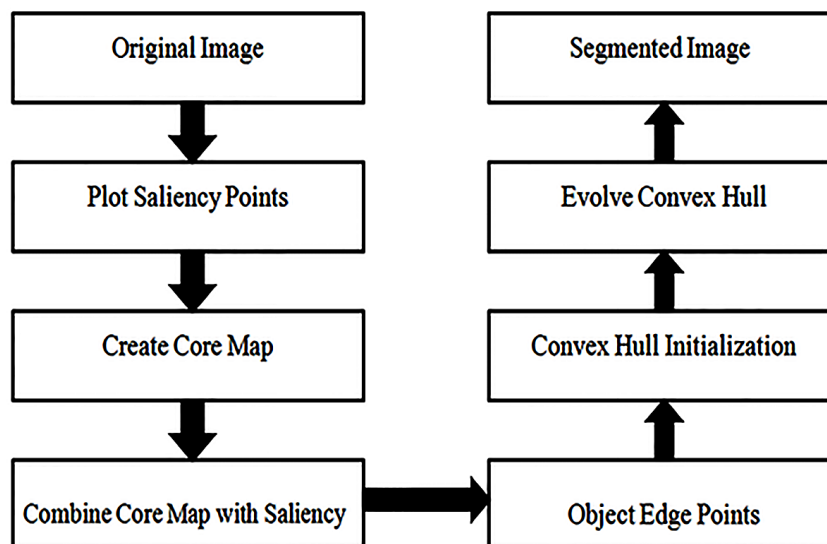 Original Image
Plot Saliency Points
Create Core Map
Combine Core Map with Saliency
Object Edge Points
Convex Hull Initialization
Evolve Convex Hull
Segmented Image